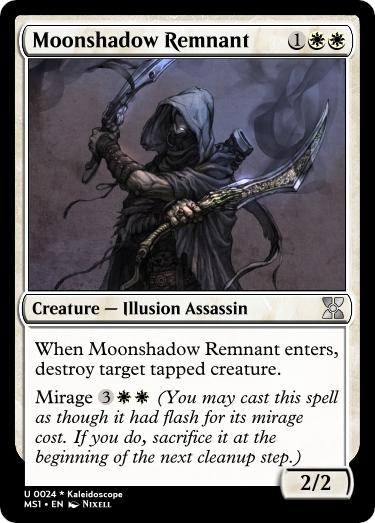 Moonshadow Remnant 1
Creature — Illusion Assassin
When Moonshadow Remnant enters,
destroy target tapped creature.
Mirage 3 (You may cast this spell
as though it had flash for its mirage
cost. If you do, sacrifice it at the
beginning of the next cleanup step.)
2/2
U 0024 * Kaleidoscope
MS1 • EN Nixell